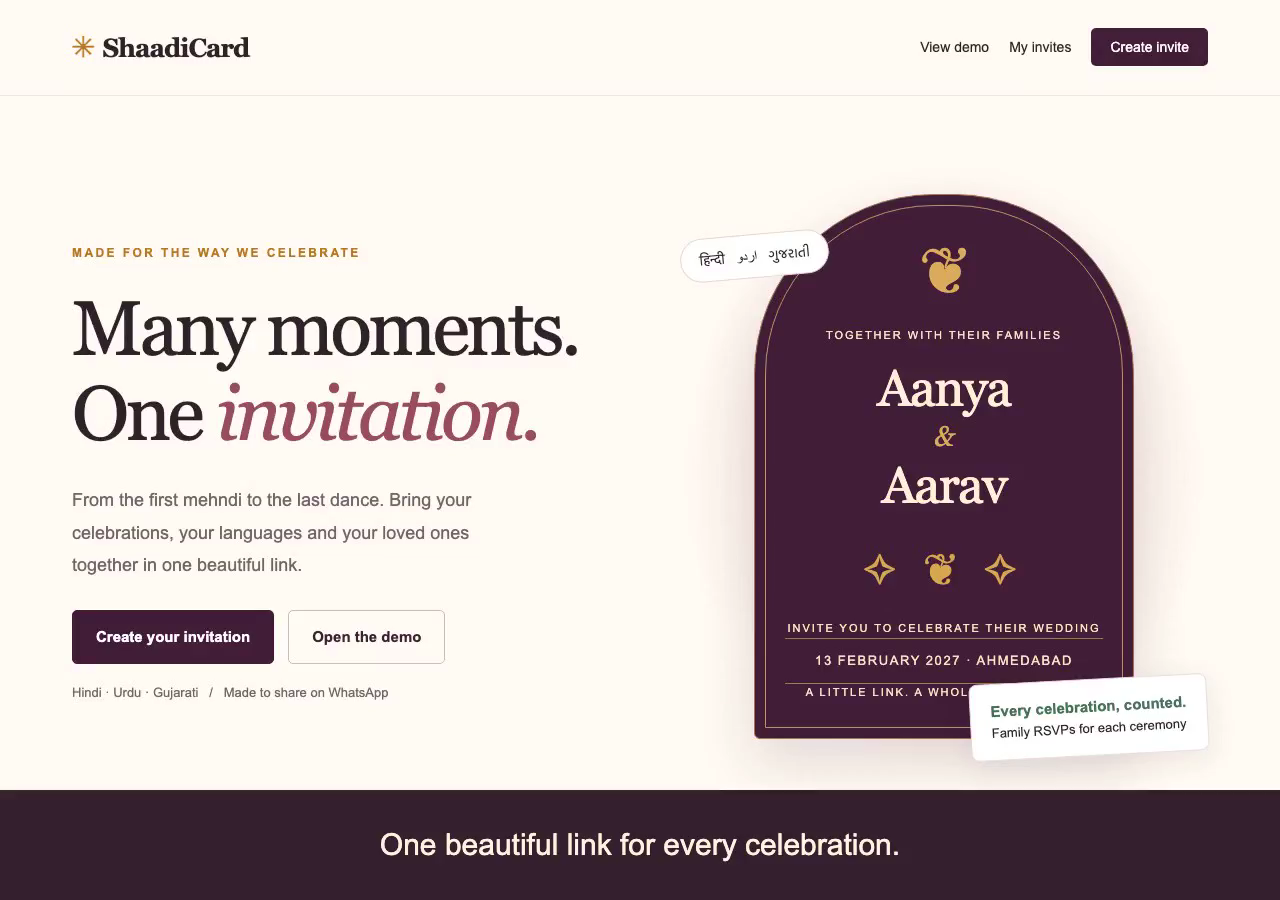 ShaadiCard
View demo
My invites
Create invite
MADE FOR THE WAY WE CELEBRATE
Many moments.
One invitation.
From the first mehndi to the last dance. Bring your
celebrations, your languages and your loved ones
together in one beautiful link.
Create your invitation
Open the demo
Hindi · Urdu · Gujarati / Made to share on WhatsApp
हिन्दी اردو ગુજરાતી
TOGETHER WITH THEIR FAMILIES
Aanya
&
Aarav
INVITE YOU TO CELEBRATE THEIR WEDDING
13 FEBRUARY 2027 · AHMEDABAD
A LITTLE LINK. A WHOL
Every celebration, counted.
Family RSVPs for each ceremony
One beautiful link for every celebration.